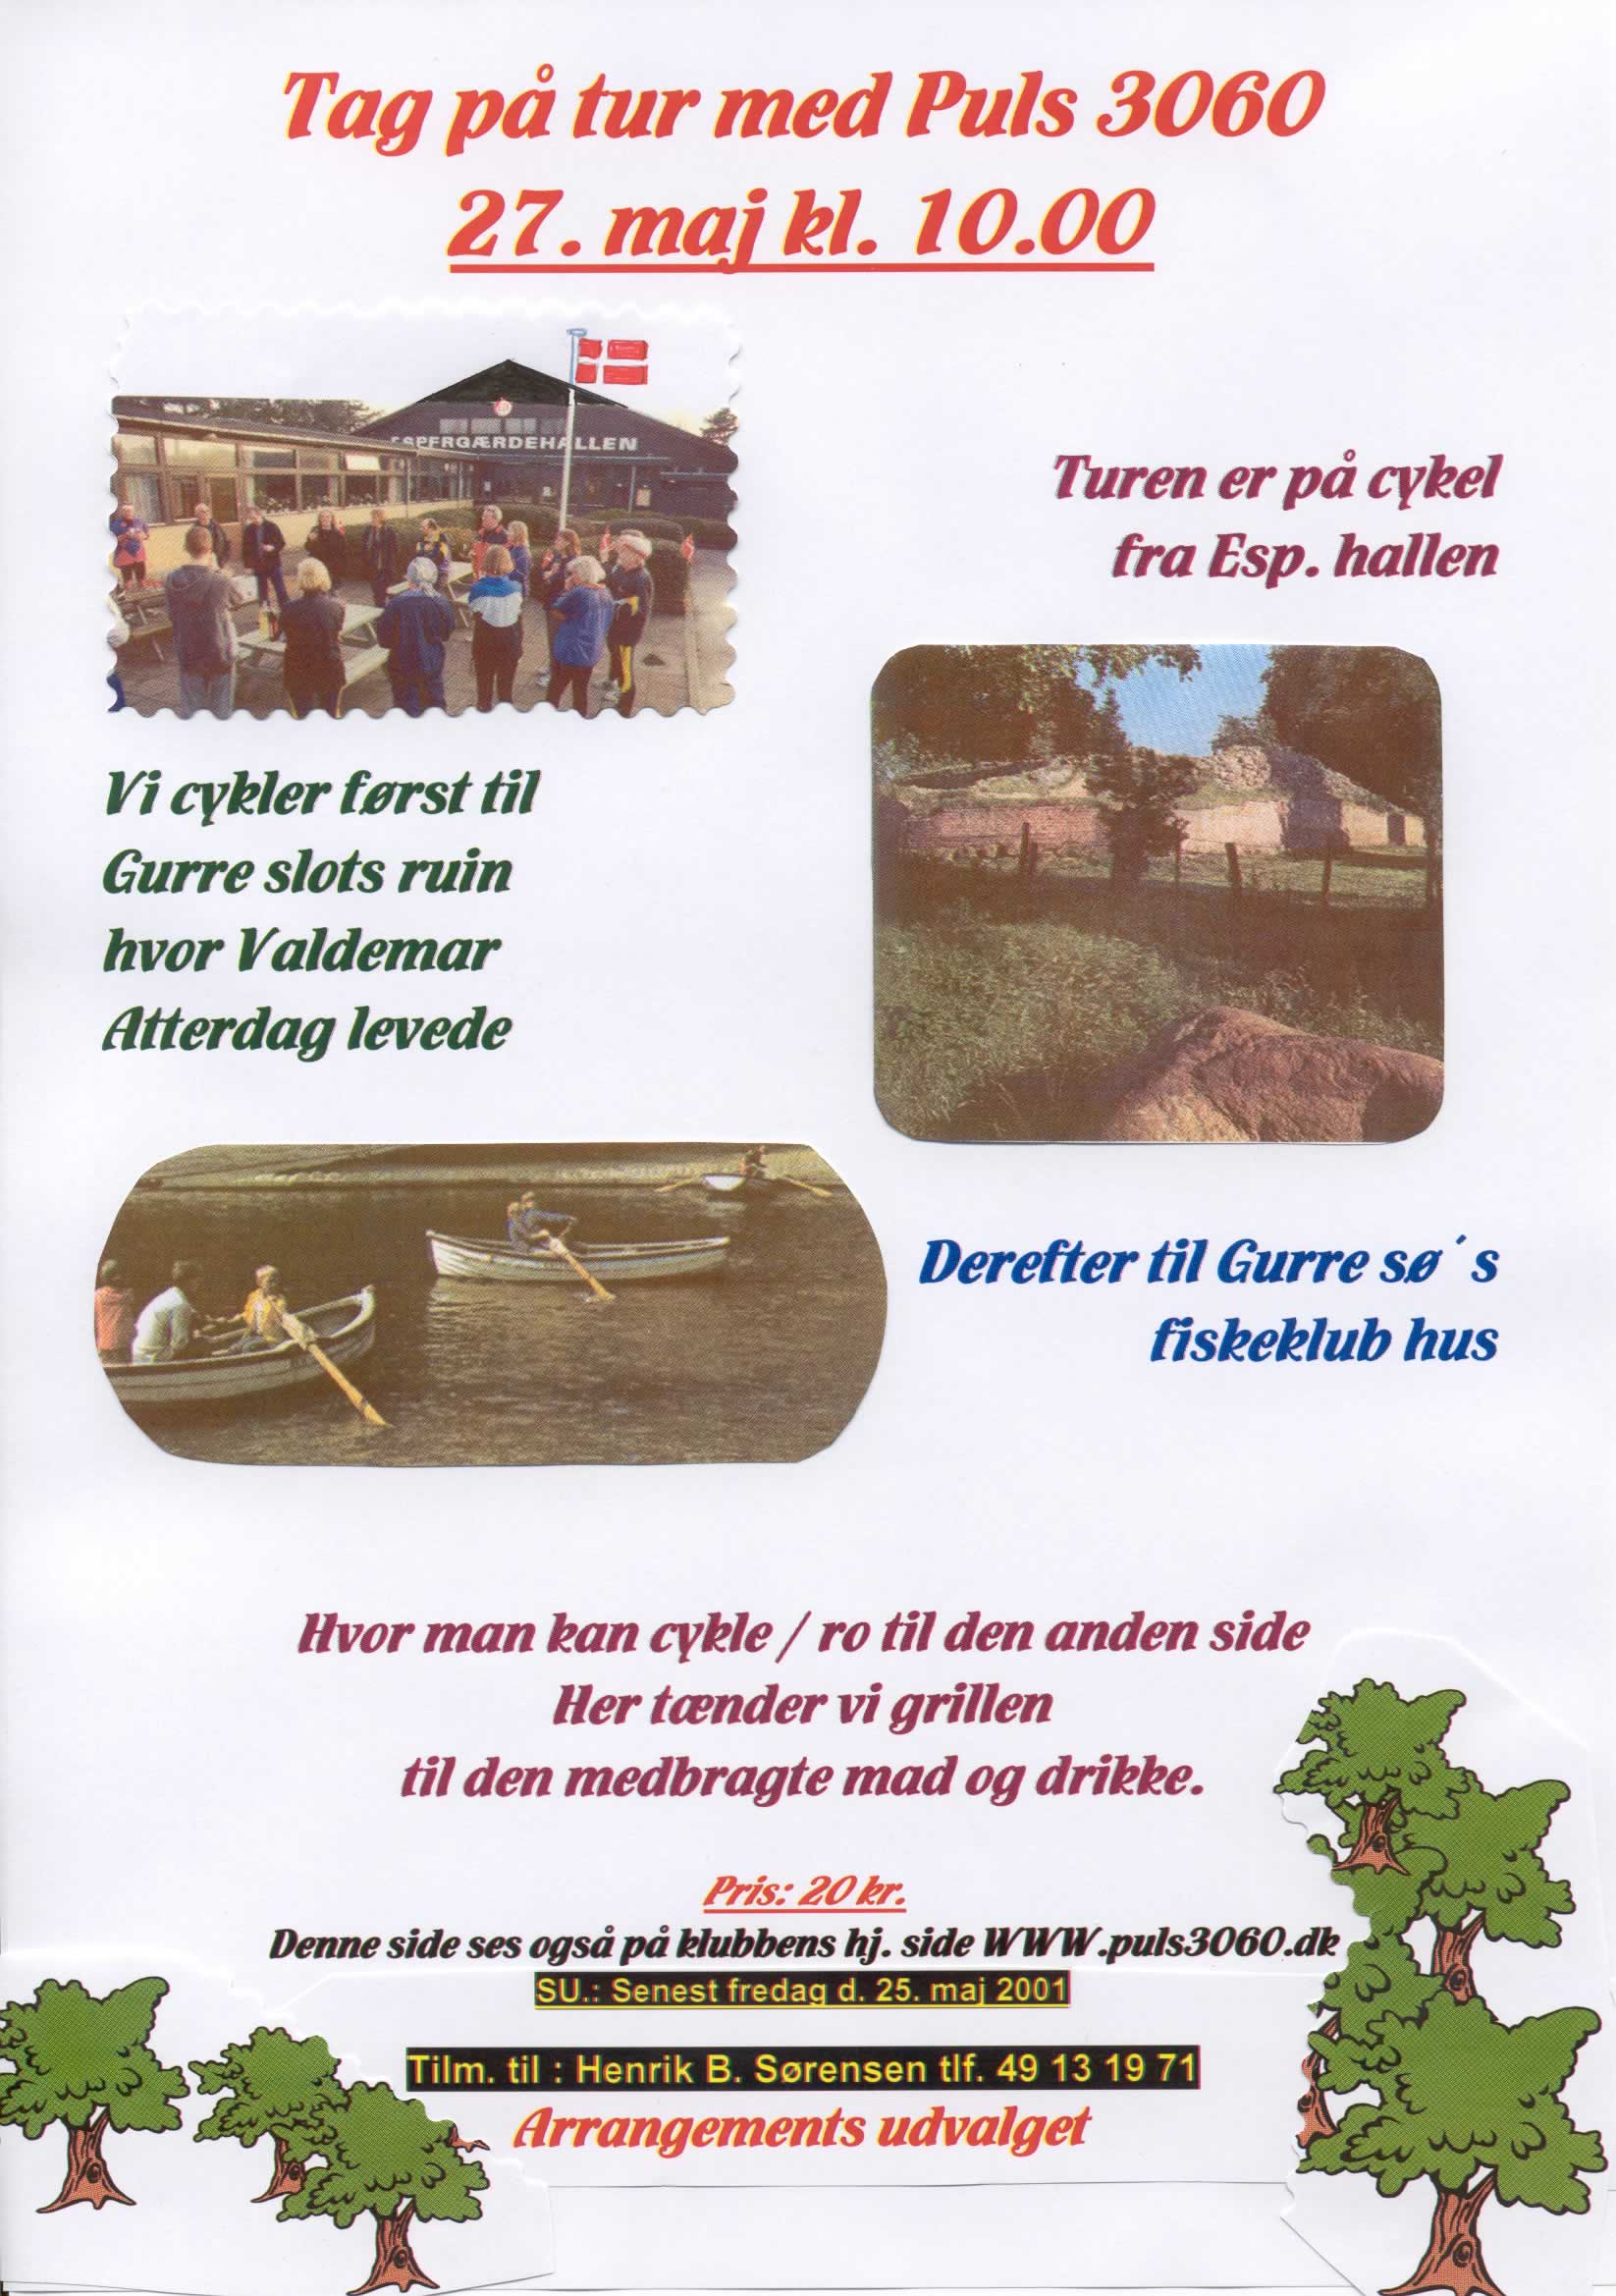 Tag på tur med Puls 3060
27. maj kl. 10.00
ESPERGÆRDEHALLEN
Turen er på cykel
fra Esp. hallen
Vi cykler først til
Gurre slots ruin
hvor Valdemar
Atterdag levede
Derefter til Gurre sø´s
fiskeklub hus
Hvor man kan cykle / ro til den anden side
Her tænder vi grillen
til den medbragte mad og drikke.
Pris: 20 kr.
Denne side ses også på klubbens hj. side WWW.puls3060.dk
SU.: Senest fredag d. 25. maj 2001
Tilm. til : Henrik B. Sørensen tlf. 49 13 19 71
Arrangements udvalget